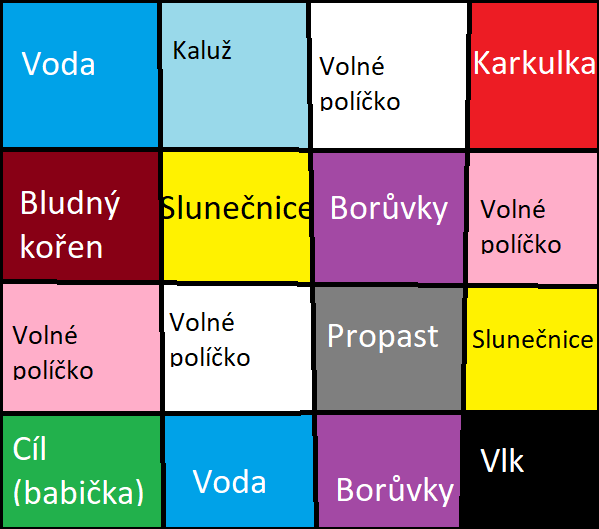 Voda
Kaluž
Volné
políčko
Karkulka
Bludný
kořen
Slunečnice
Borůvky
Volné
políčko
Volné
políčko
Volné
políčko
Propast
Slunečnice
Cíl
(babička)
Voda
Borůvky
Vlk